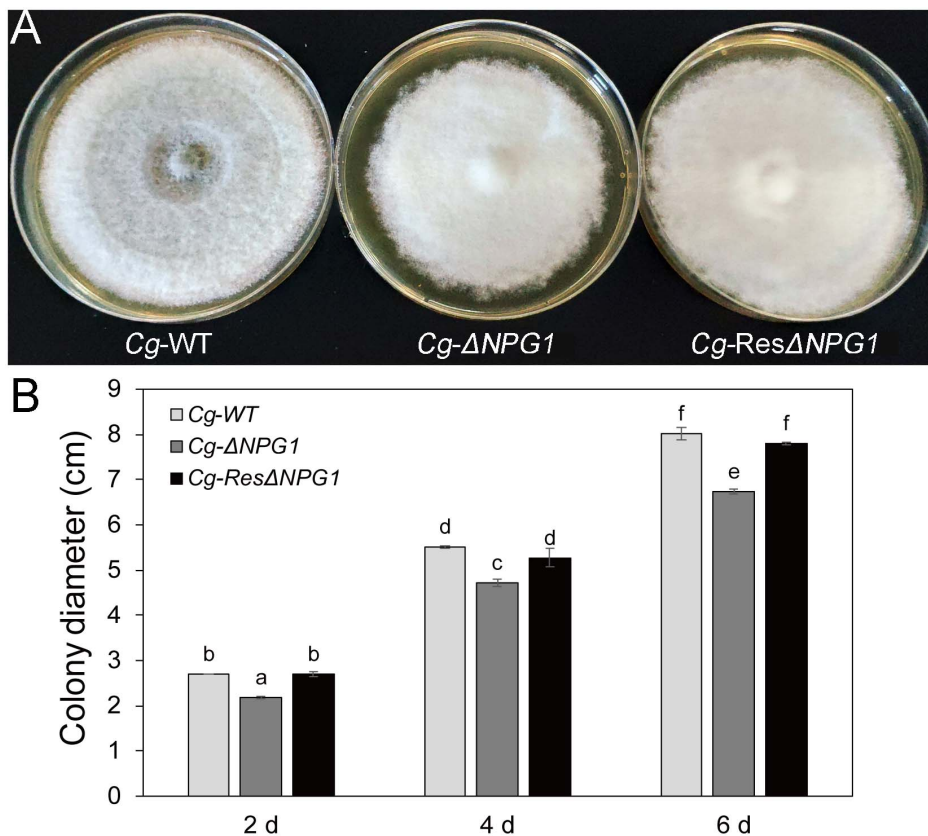 A
Cg-WT
Cg-ΔNPG1
Cg-ResΔNPG1
B
Colony diameter (cm)
9
8
7
6
5
4
3
2
1
0
Cg-WT
Cg-ΔNPG1
Cg-ResΔNPG1
b
a
b
d
c
d
f
e
f
2 d
4 d
6 d